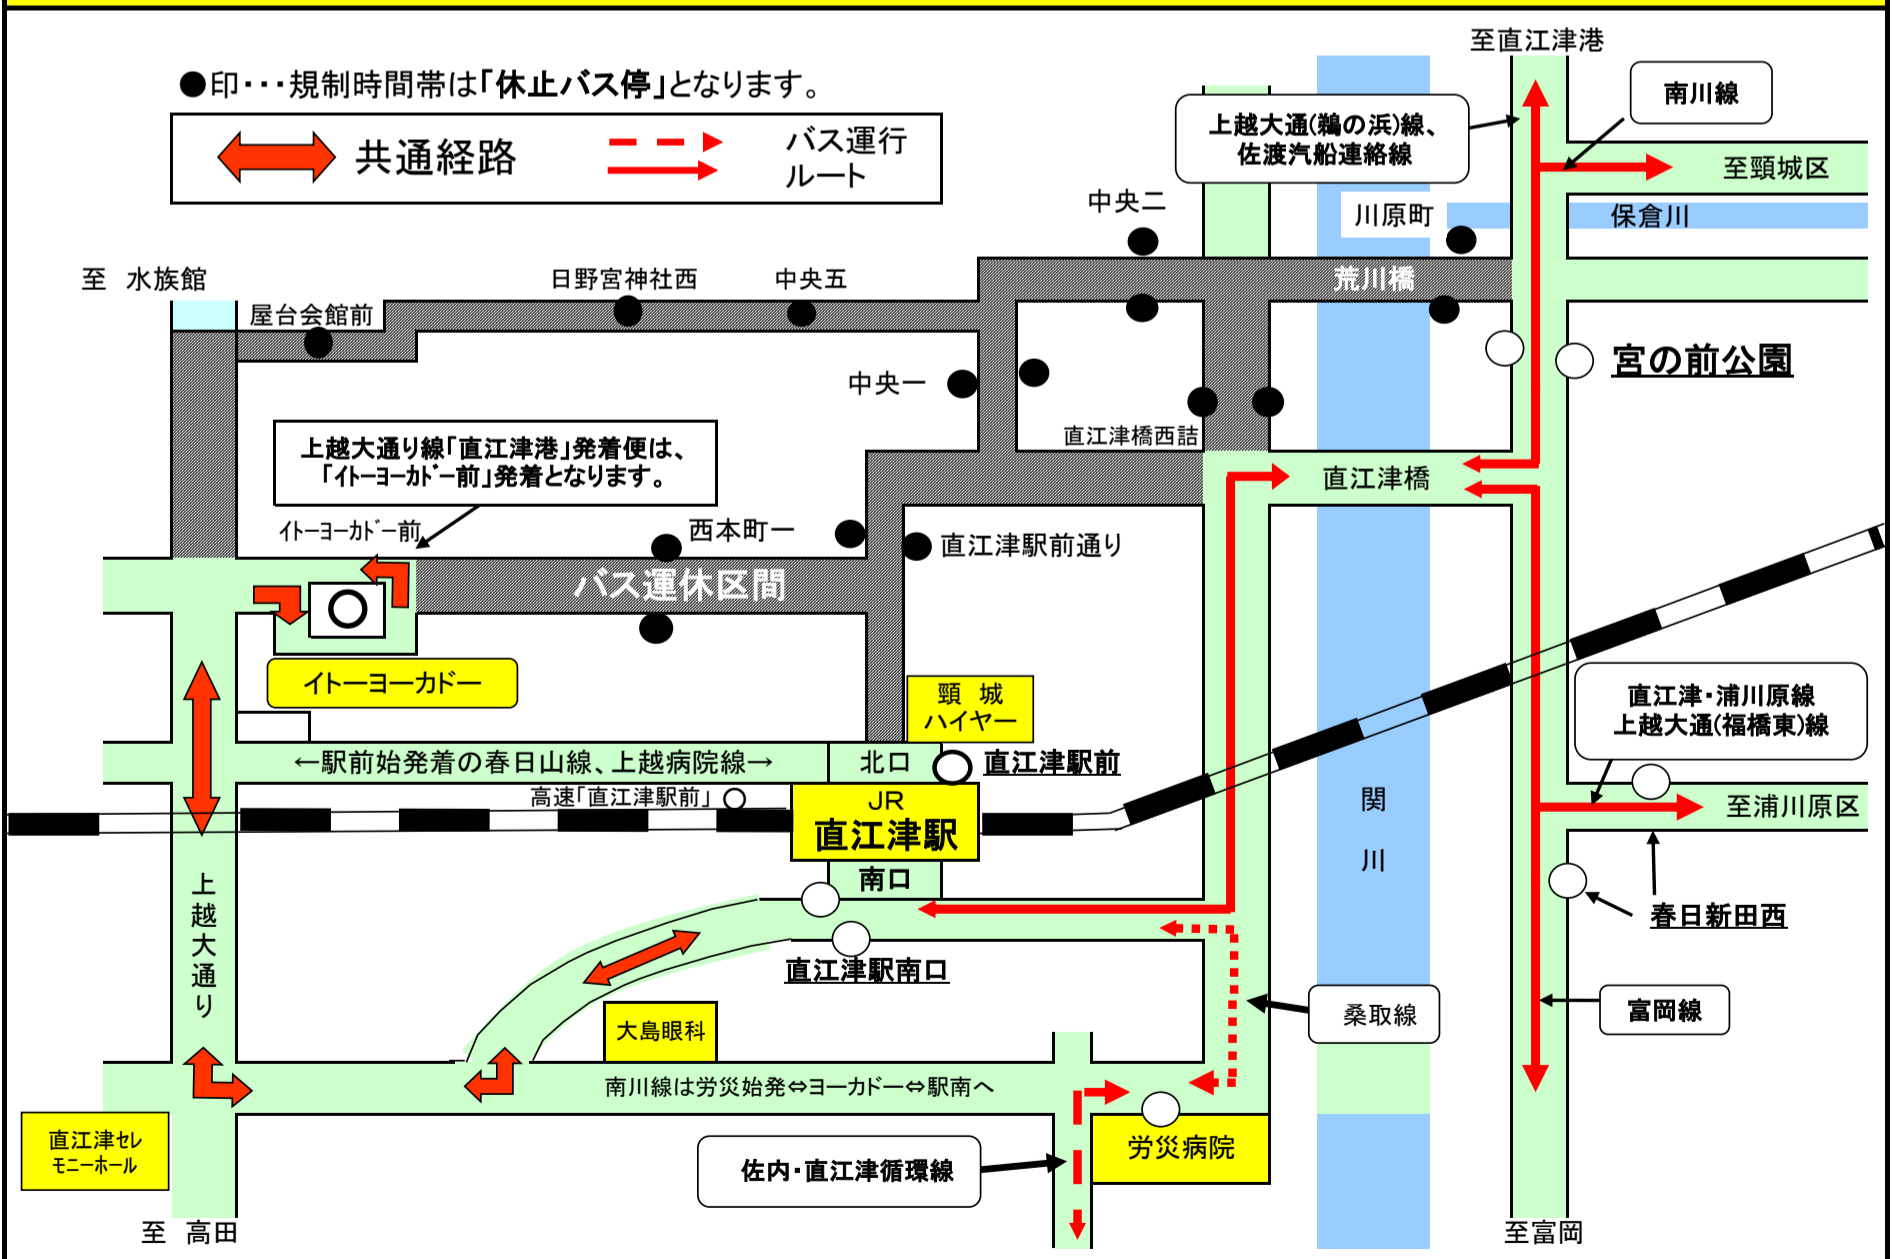 至直江津港
●印･･･規制時間帯は｢休止バス停｣となります。
南川線
上越大通(鵜の浜)線、
佐渡汽船連絡線
共通経路
バス運行
ルート
至頸城区
中央二
川原町
保倉川
至 水族館
日野宮神社西
中央五
荒川橋
屋台会館前
宮の前公園
中央一
直江津橋西詰
上越大通り線｢直江津港｣発着便は、
｢ｲﾄｰﾖｰｶﾄﾞｰ前｣発着となります。
直江津橋
ｲﾄｰﾖｰｶﾄﾞｰ前
西本町一
直江津駅前通り
バス運休区間
イトーヨーカドー
頸 城
ハイヤー
直江津･浦川原線
上越大通(福橋東)線
←駅前始発着の春日山線、上越病院線→
北口
直江津駅前
高速｢直江津駅前｣
JR
直江津駅
関
川
至浦川原区
南口
上
越
大
通
り
春日新田西
直江津駅南口
大島眼科
桑取線
富岡線
南川線は労災始発⇔ヨーカドー⇔駅南へ
直江津ｾﾚ
ﾓﾆｰﾎｰﾙ
労災病院
佐内･直江津循環線
至 高田
至富岡